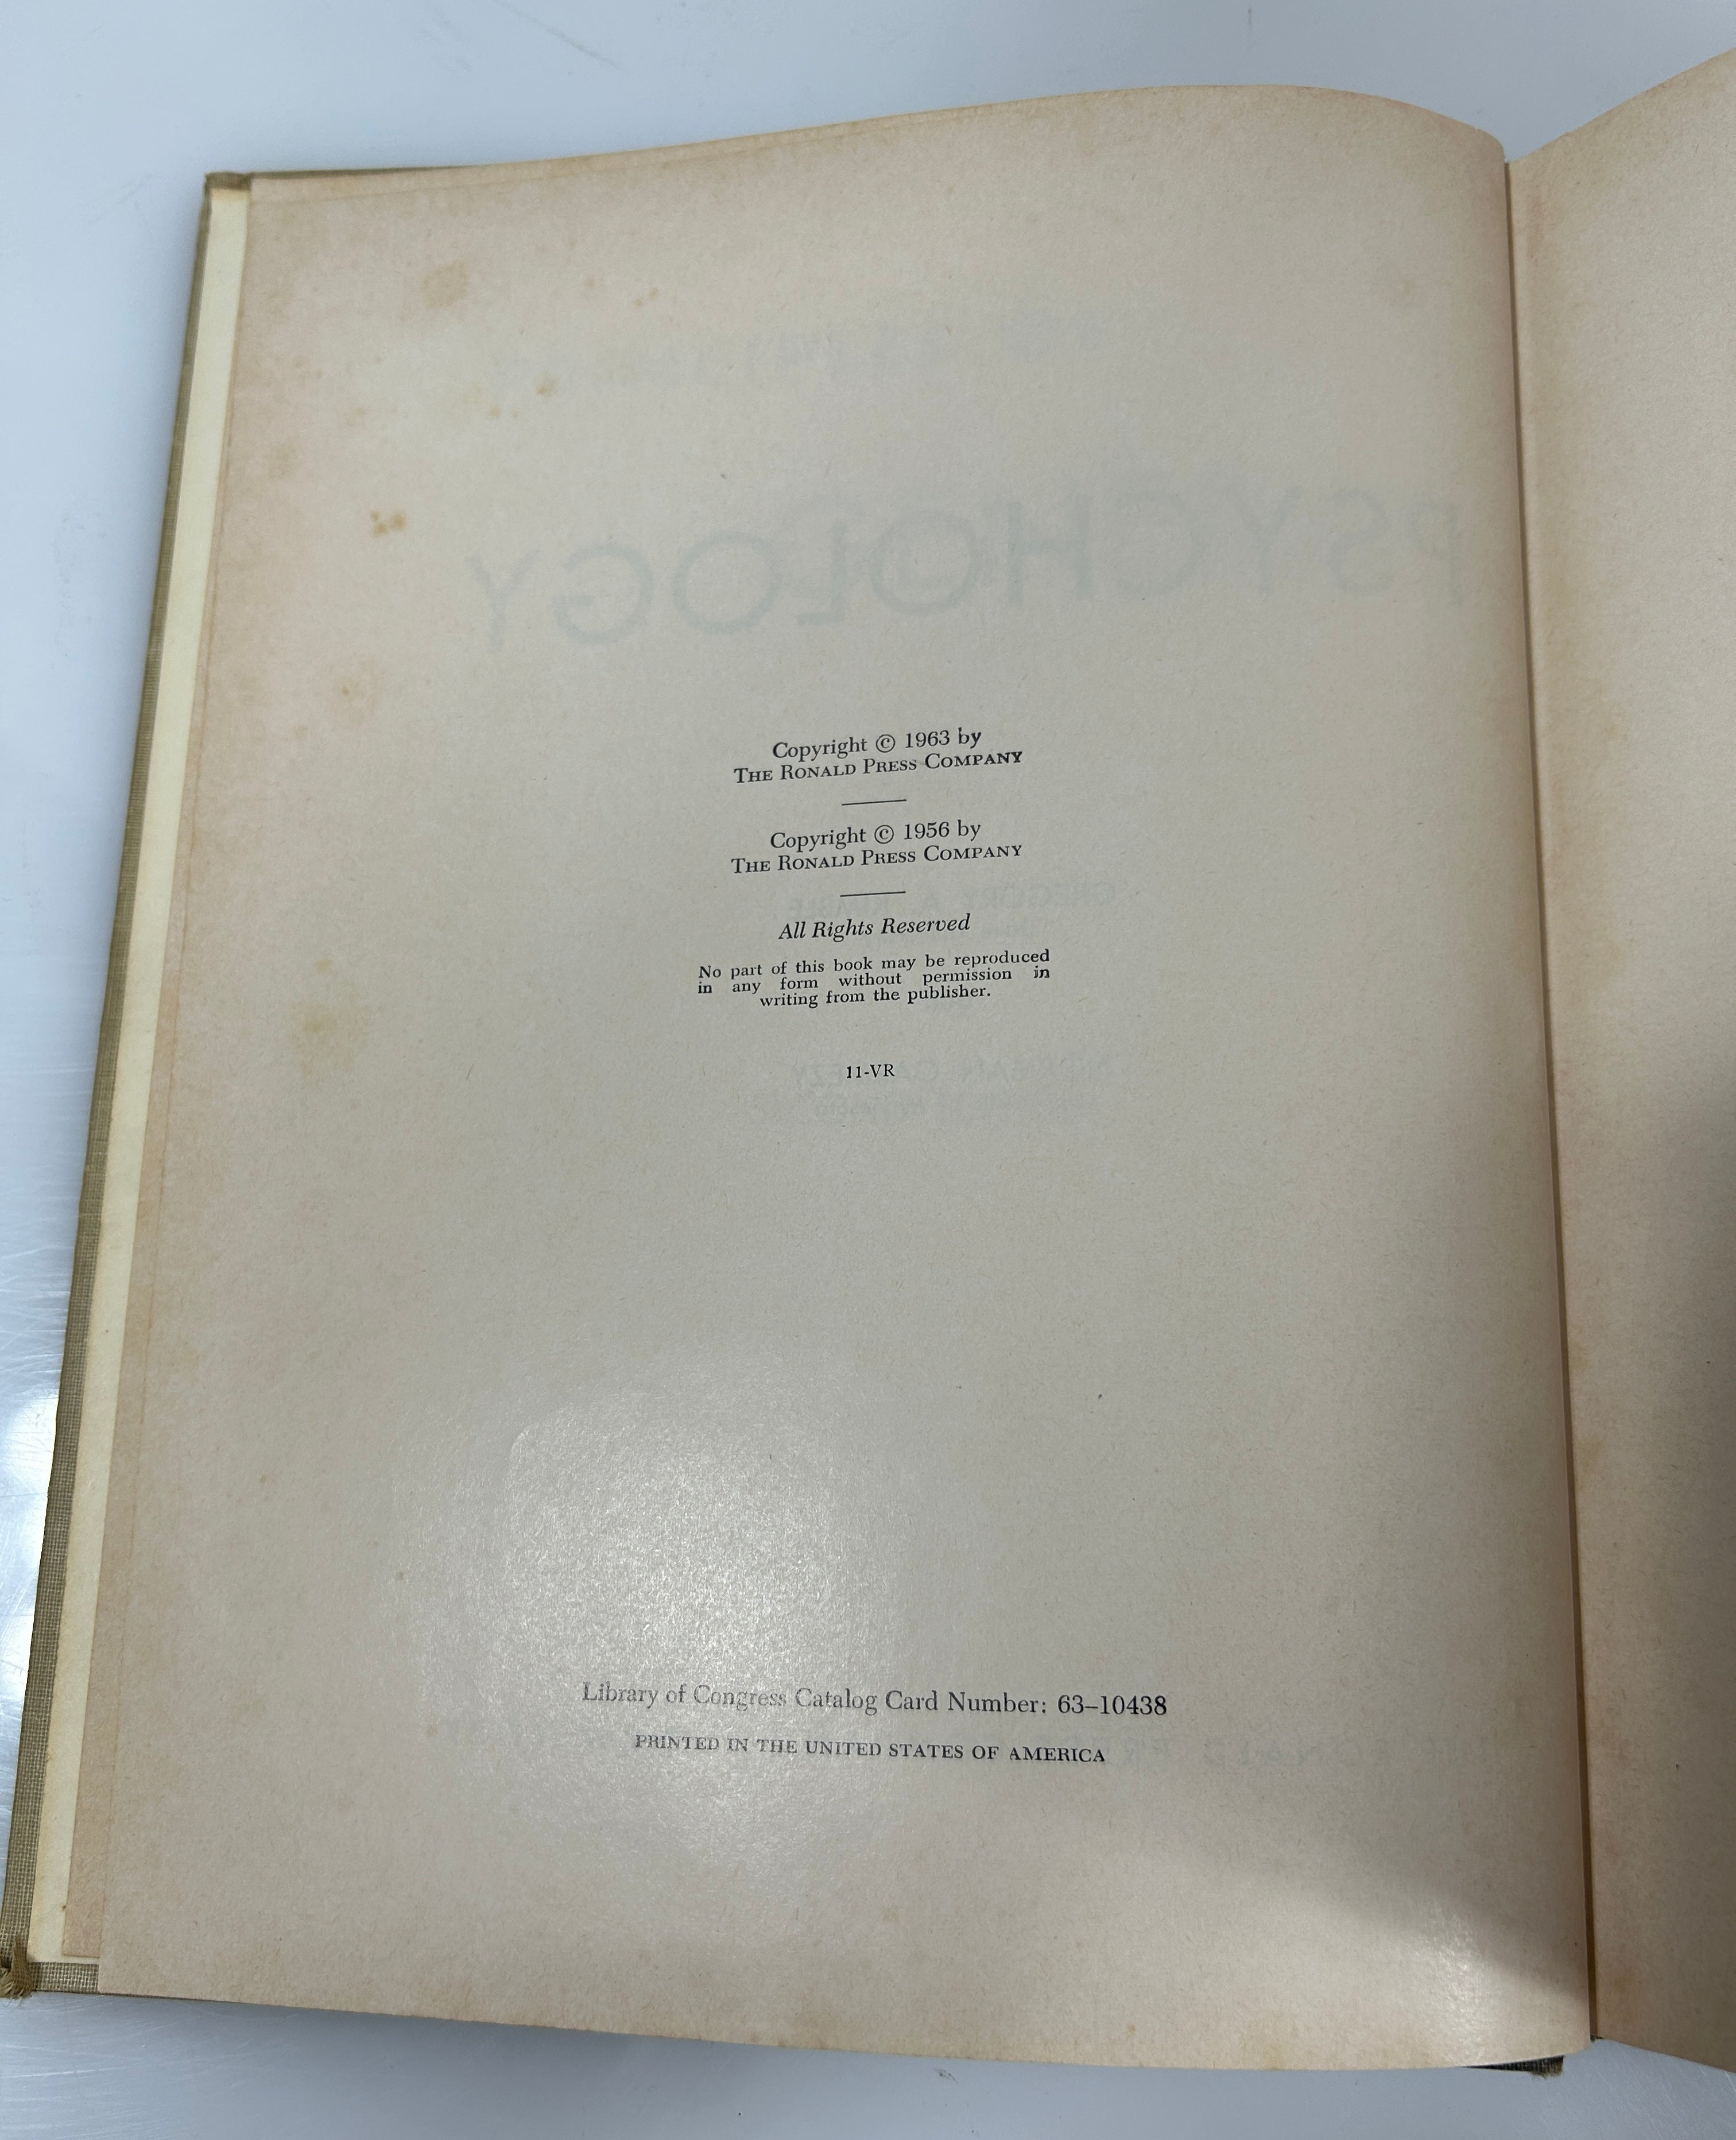 PSYCHOLOGY
Copyright © 1963 by
THE RONALD PRESS COMPANY
Copyright © 1956 by
THE RONALD PRESS COMPANY
All Rights Reserved
No part of this book may be reproduced
in any form without permission in
writing from the publisher.
11-VR
Library of Congress Catalog Card Number: 63–10438
PRINTED IN THE UNITED STATES OF AMERICA